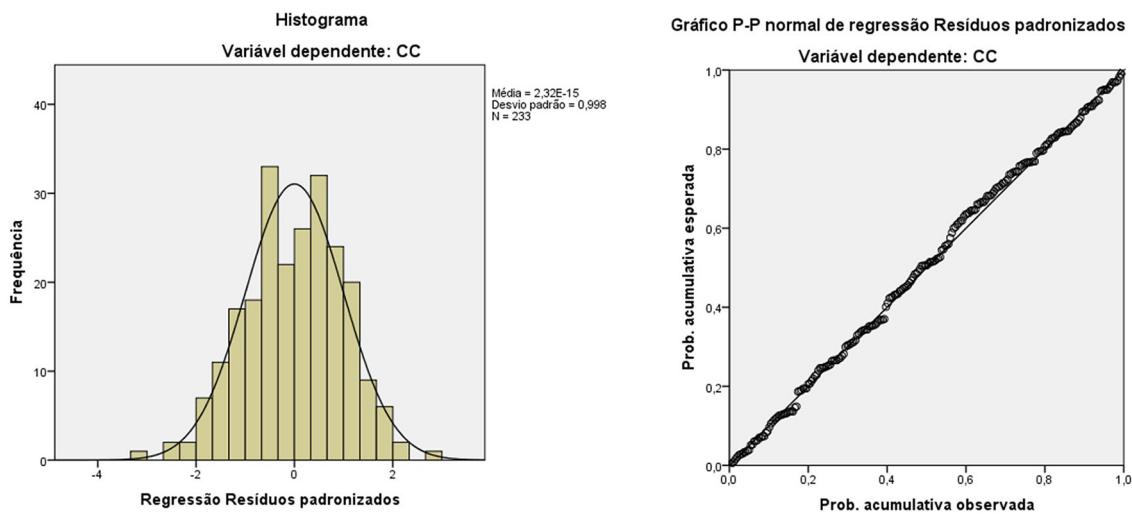 Histograma
Variável dependente: CC
Média = 2,32E-15
Desvio padrão = 0,998
N = 233
40
30
20
10
0
-4
-2
0
2
Frequência
Regressão Resíduos padronizados
Gráfico P-P normal de regressão Resíduos padronizados
Variável dependente: CC
1,0
0,8
0,6
0,4
0,2
0,0
0,0
0,2
0,4
0,6
0,8
1,0
Prob. acumulativa esperada
Prob. acumulativa observada